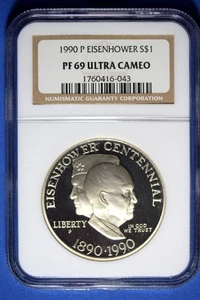 1990 P EISENHOWER S$1
PF 69 ULTRA CAMEO
1760416-043
NUMISMATIC GUARANTY CORPORATION
EISENHOWER CENTENNIAL
LIBERTY
IN GOD
WE TRUST
P
1890-1990